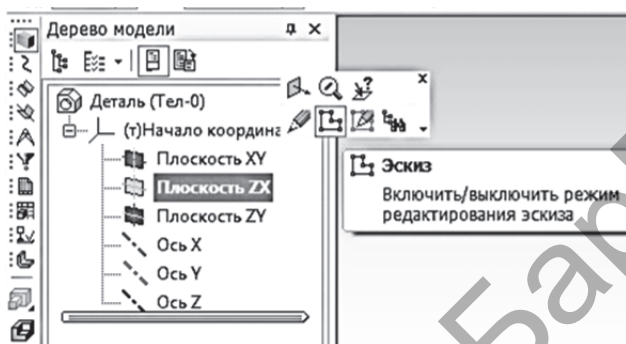 Дерево модели
Деталь (Тел-0)
(т)Начало координа
Плоскость XY
Плоскость ZX
Плоскость ZY
Ось X
Ось Y
Ось Z
Эскиз
Включить/выключить режим
редактирования эскиза
Бар